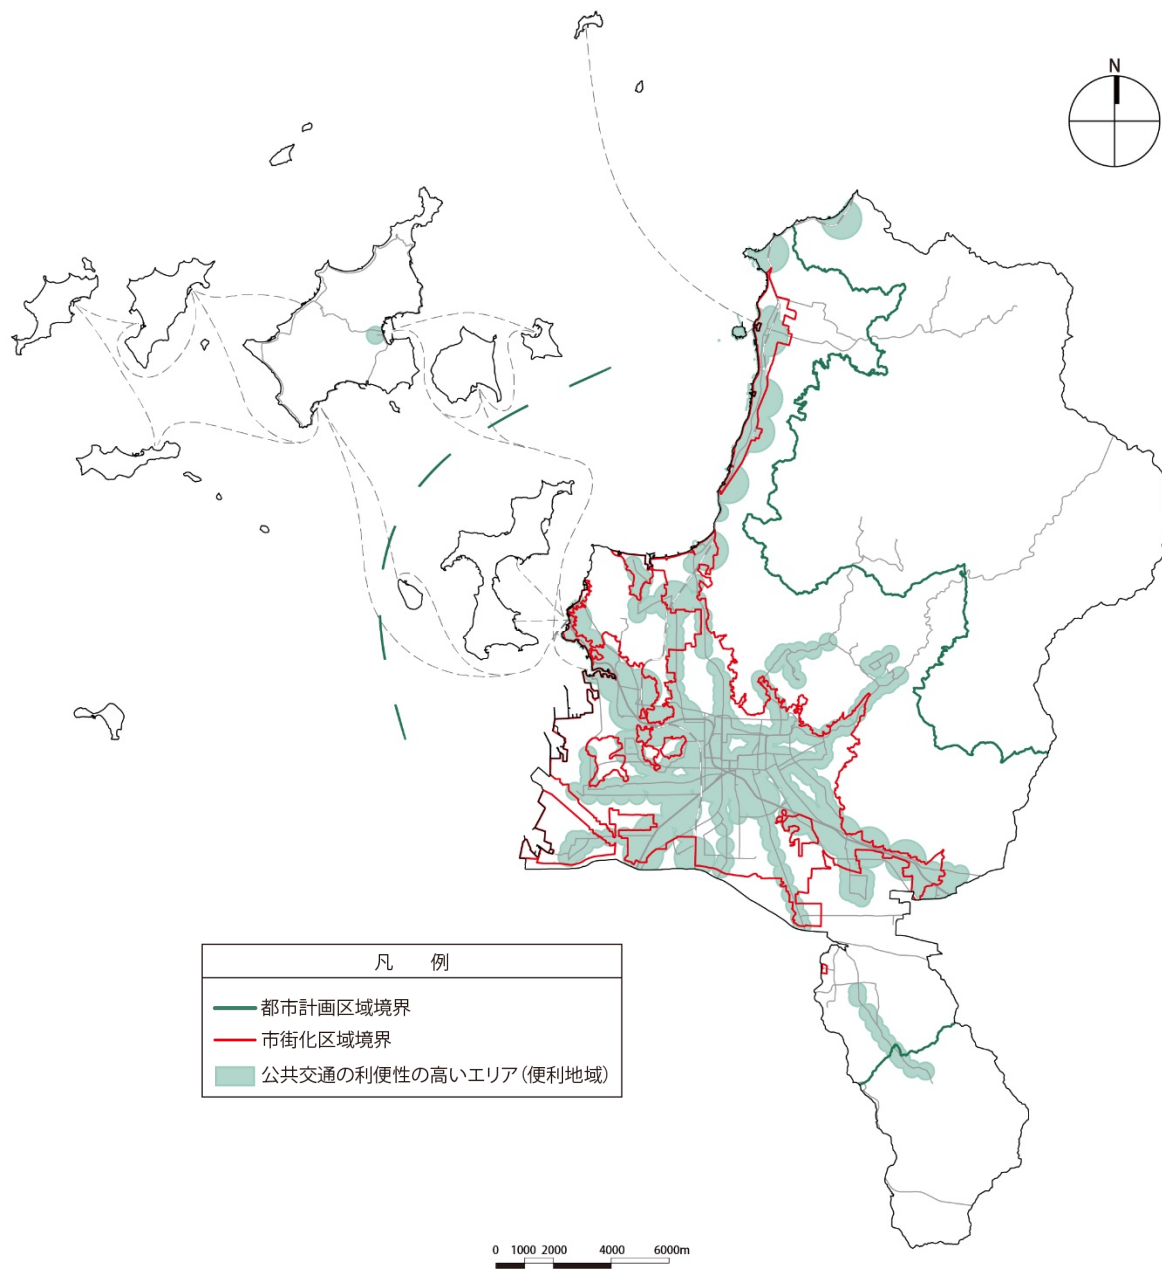 N
凡 例
都市計画区域境界
市街化区域境界
公共交通の利便性の高いエリア（便利地域）
0 1000 2000 4000 6000m